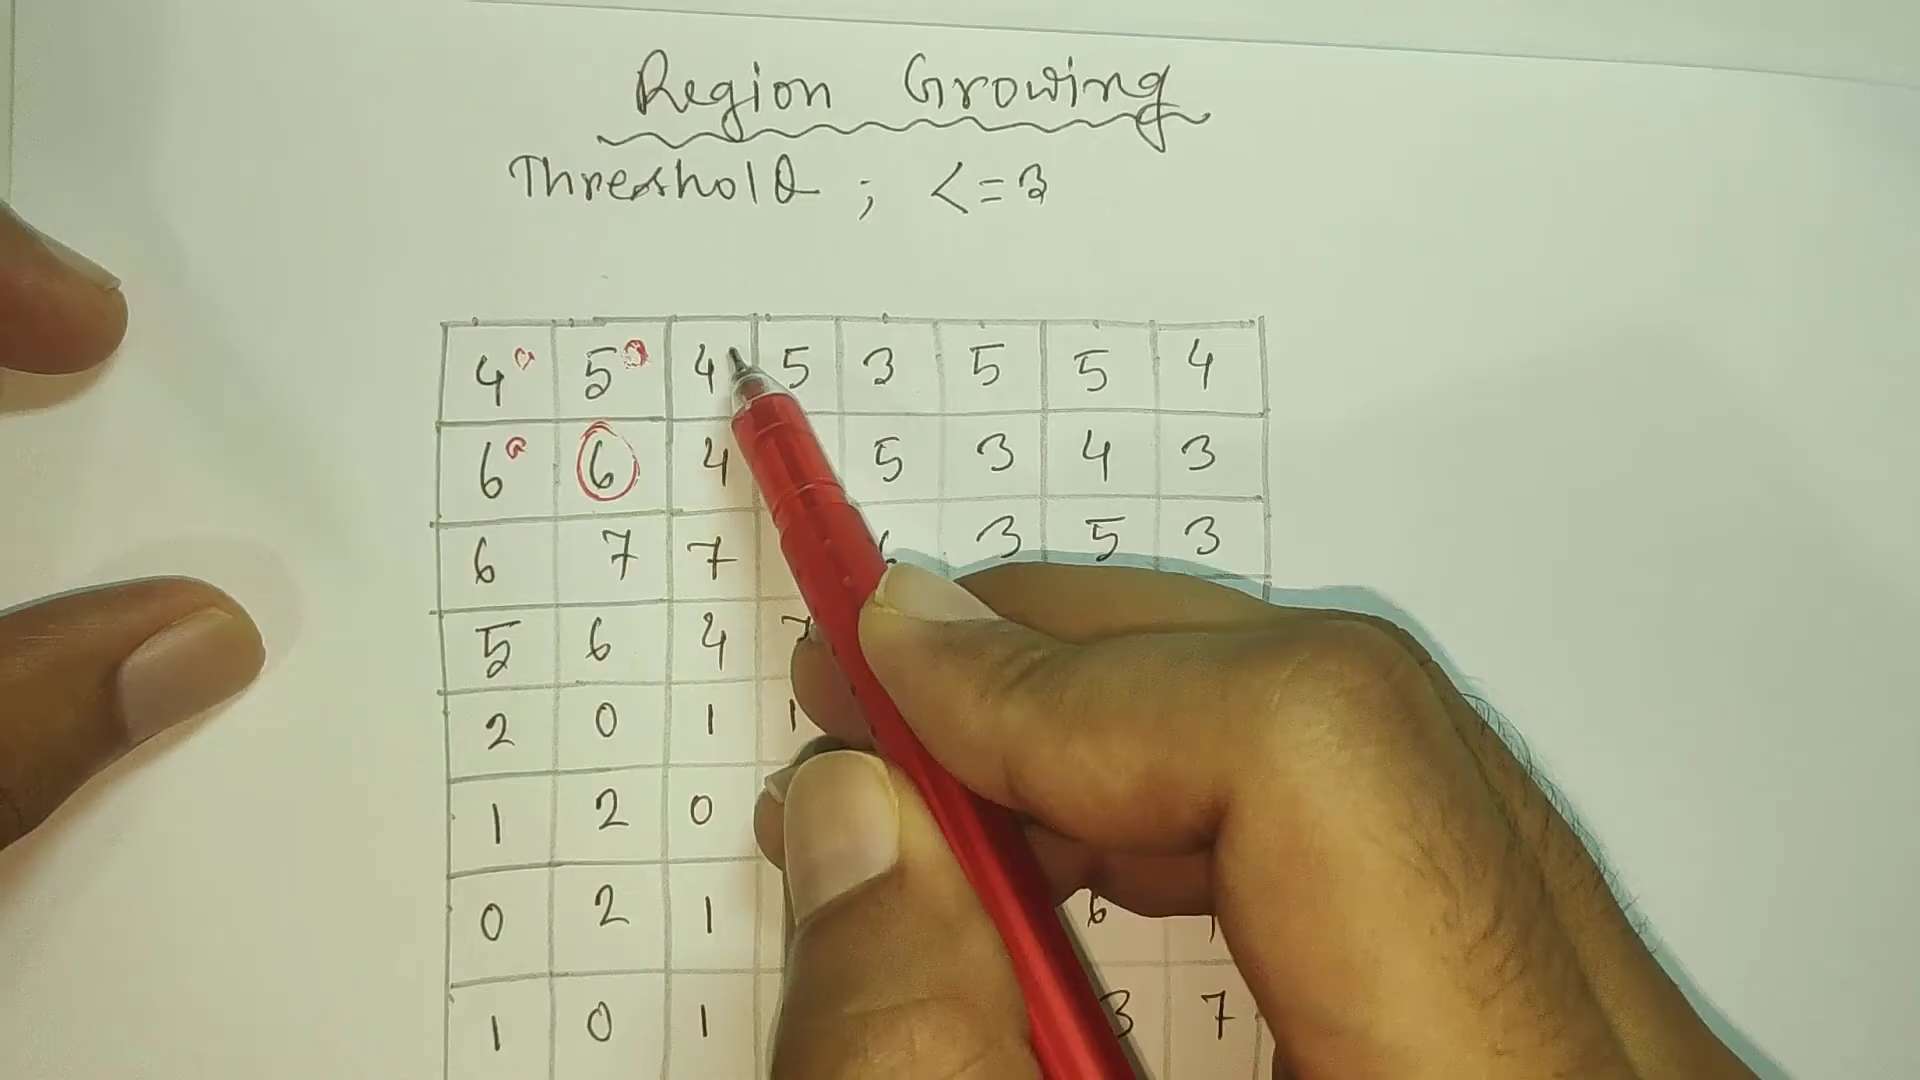 Region Growing
Threshold ; <=3
4 a 5 a 4 5 3 5 5 4
6 a 6 4 5 3 4 3
6 7 7 3 5 3
5 6 4 7
2 0 1 1
1 2 0
0 2 1 6
1 0 1 3 7